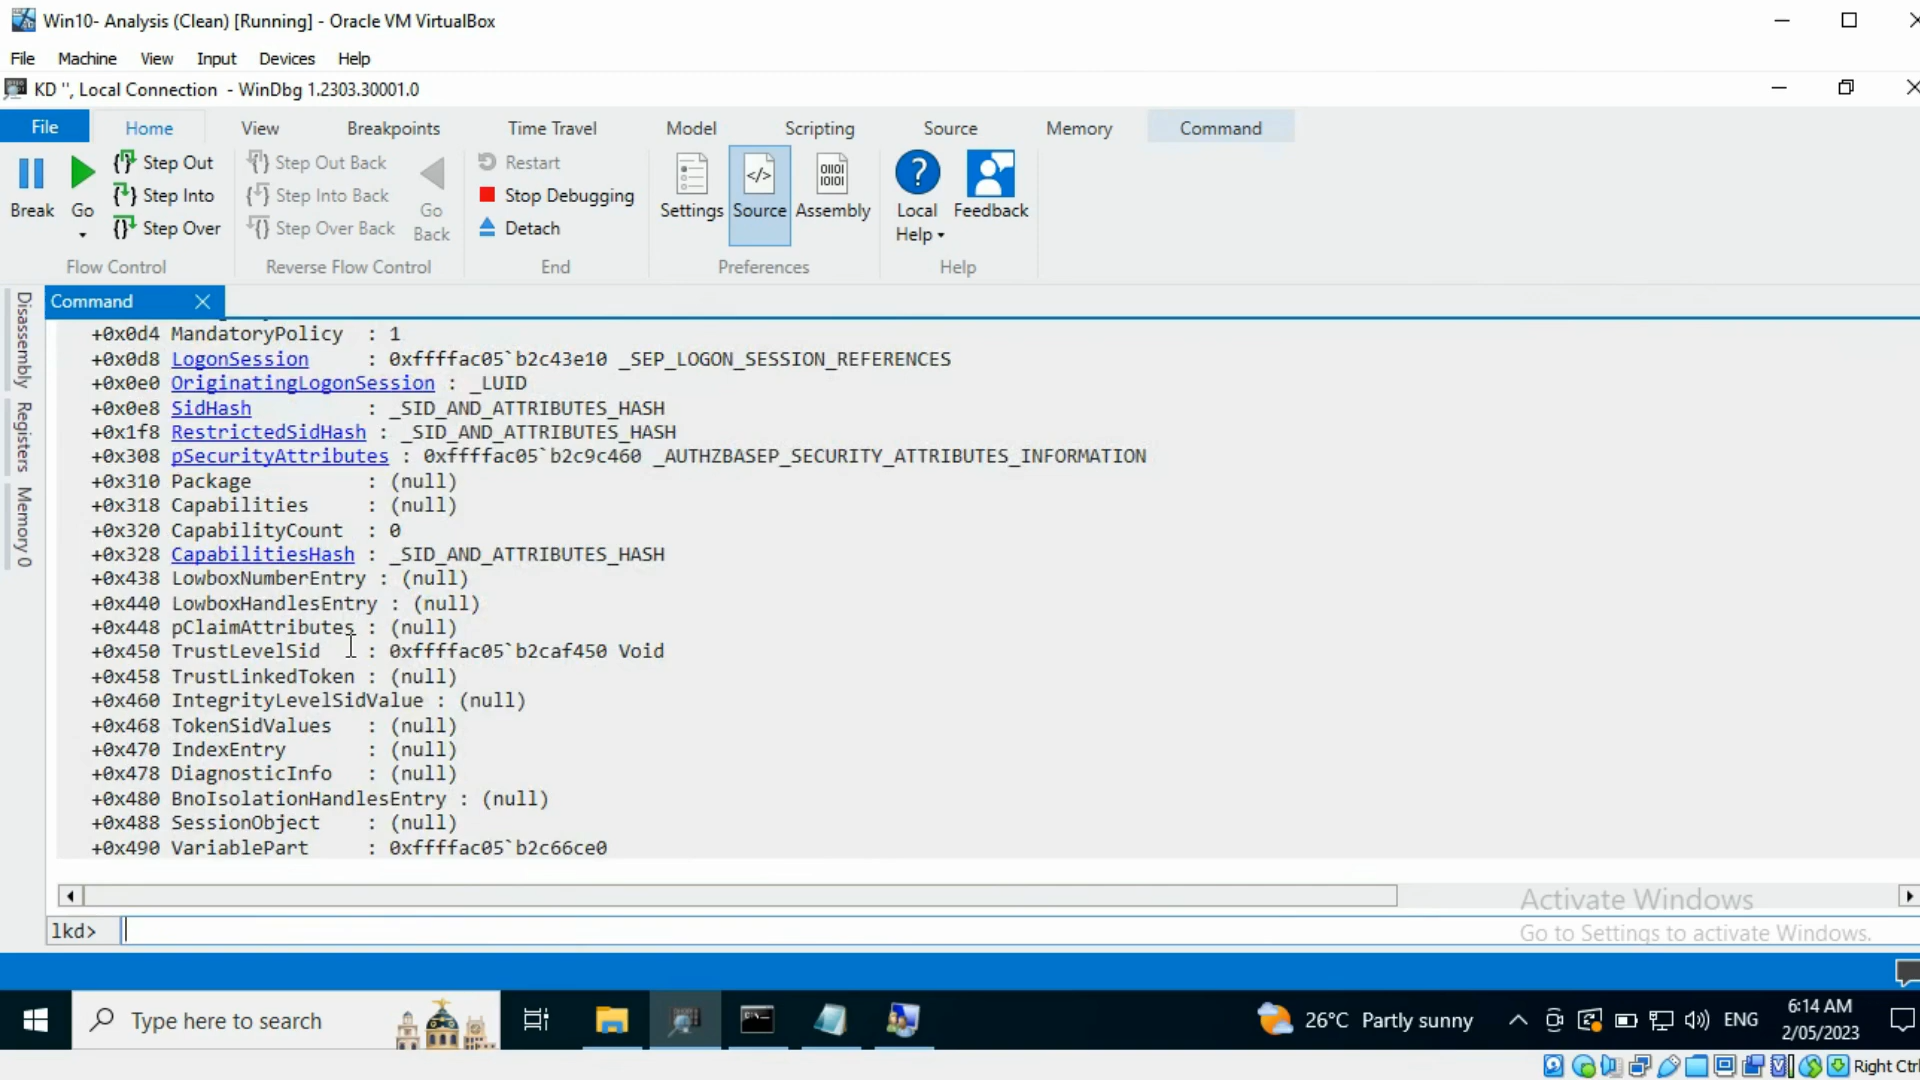 Win10- Analysis (Clean) [Running] - Oracle VM VirtualBox
File Machine View Input Devices Help
KD '', Local Connection - WinDbg 1.2303.30001.0
File Home View Breakpoints Time Travel Model Scripting Source Memory Command
Step Out Step Out Back Restart
Step Into Step Into Back Stop Debugging
Break Go Step Over Step Over Back Go Back Detach Settings Source Assembly Local Help Feedback
Flow Control Reverse Flow Control End Preferences Help
Command
Disassembly
Registers
Memory 0
+0x0d4 MandatoryPolicy : 1
+0x0d8 LogonSession : 0xffffac05`b2c43e10 _SEP_LOGON_SESSION_REFERENCES
+0x0e0 OriginatingLogonSession : _LUID
+0x0e8 SidHash : _SID_AND_ATTRIBUTES_HASH
+0x1f8 RestrictedSidHash : _SID_AND_ATTRIBUTES_HASH
+0x308 pSecurityAttributes : 0xffffac05`b2c9c460 _AUTHZBASEP_SECURITY_ATTRIBUTES_INFORMATION
+0x310 Package : (null)
+0x318 Capabilities : (null)
+0x320 CapabilityCount : 0
+0x328 CapabilitiesHash : _SID_AND_ATTRIBUTES_HASH
+0x438 LowboxNumberEntry : (null)
+0x440 LowboxHandlesEntry : (null)
+0x448 pClaimAttributes : (null)
+0x450 TrustLevelSid : 0xffffac05`b2caf450 Void
+0x458 TrustLinkedToken : (null)
+0x460 IntegrityLevelSidValue : (null)
+0x468 TokenSidValues : (null)
+0x470 IndexEntry : (null)
+0x478 DiagnosticInfo : (null)
+0x480 BnoIsolationHandlesEntry : (null)
+0x488 SessionObject : (null)
+0x490 VariablePart : 0xffffac05`b2c66ce0
Activate Windows
Go to Settings to activate Windows.
lkd>
Type here to search
26°C Partly sunny
ENG
6:14 AM
2/05/2023
Right Ctrl